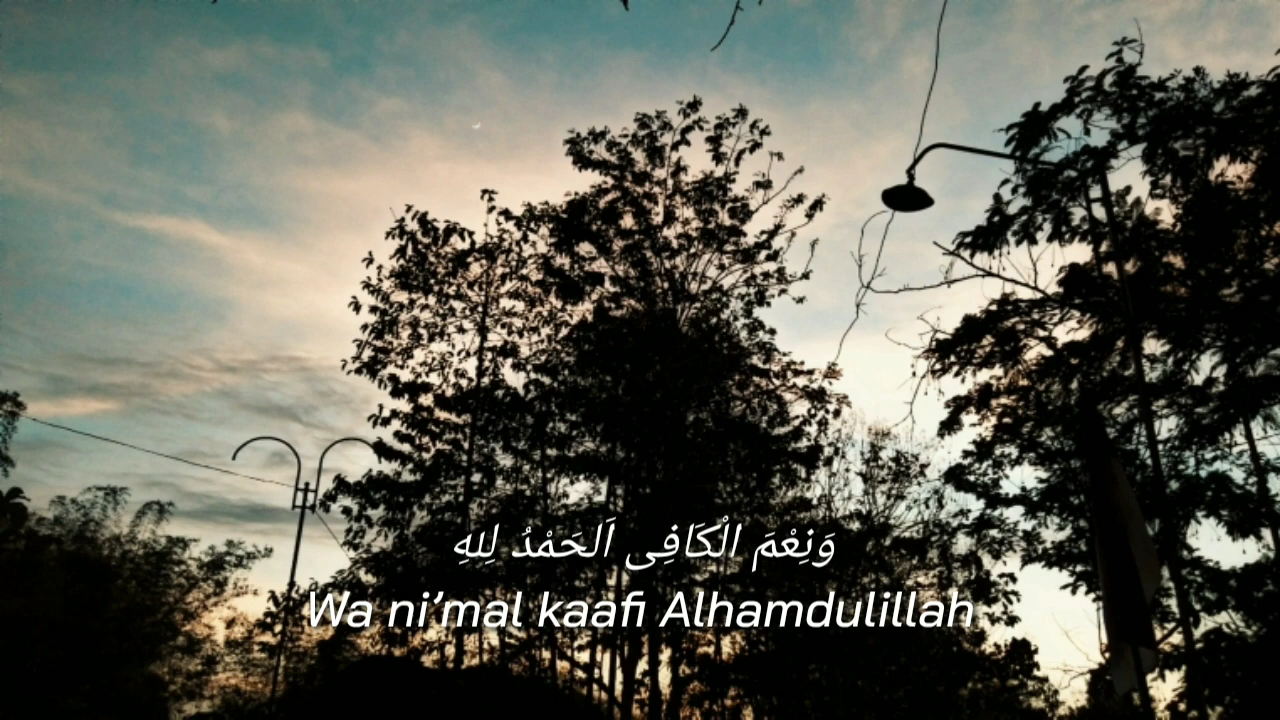 وَنِعْمَ الْكَافِى اَلحَمْدُ لِلهِ
Wa ni’mal kaafi Alhamdulillah